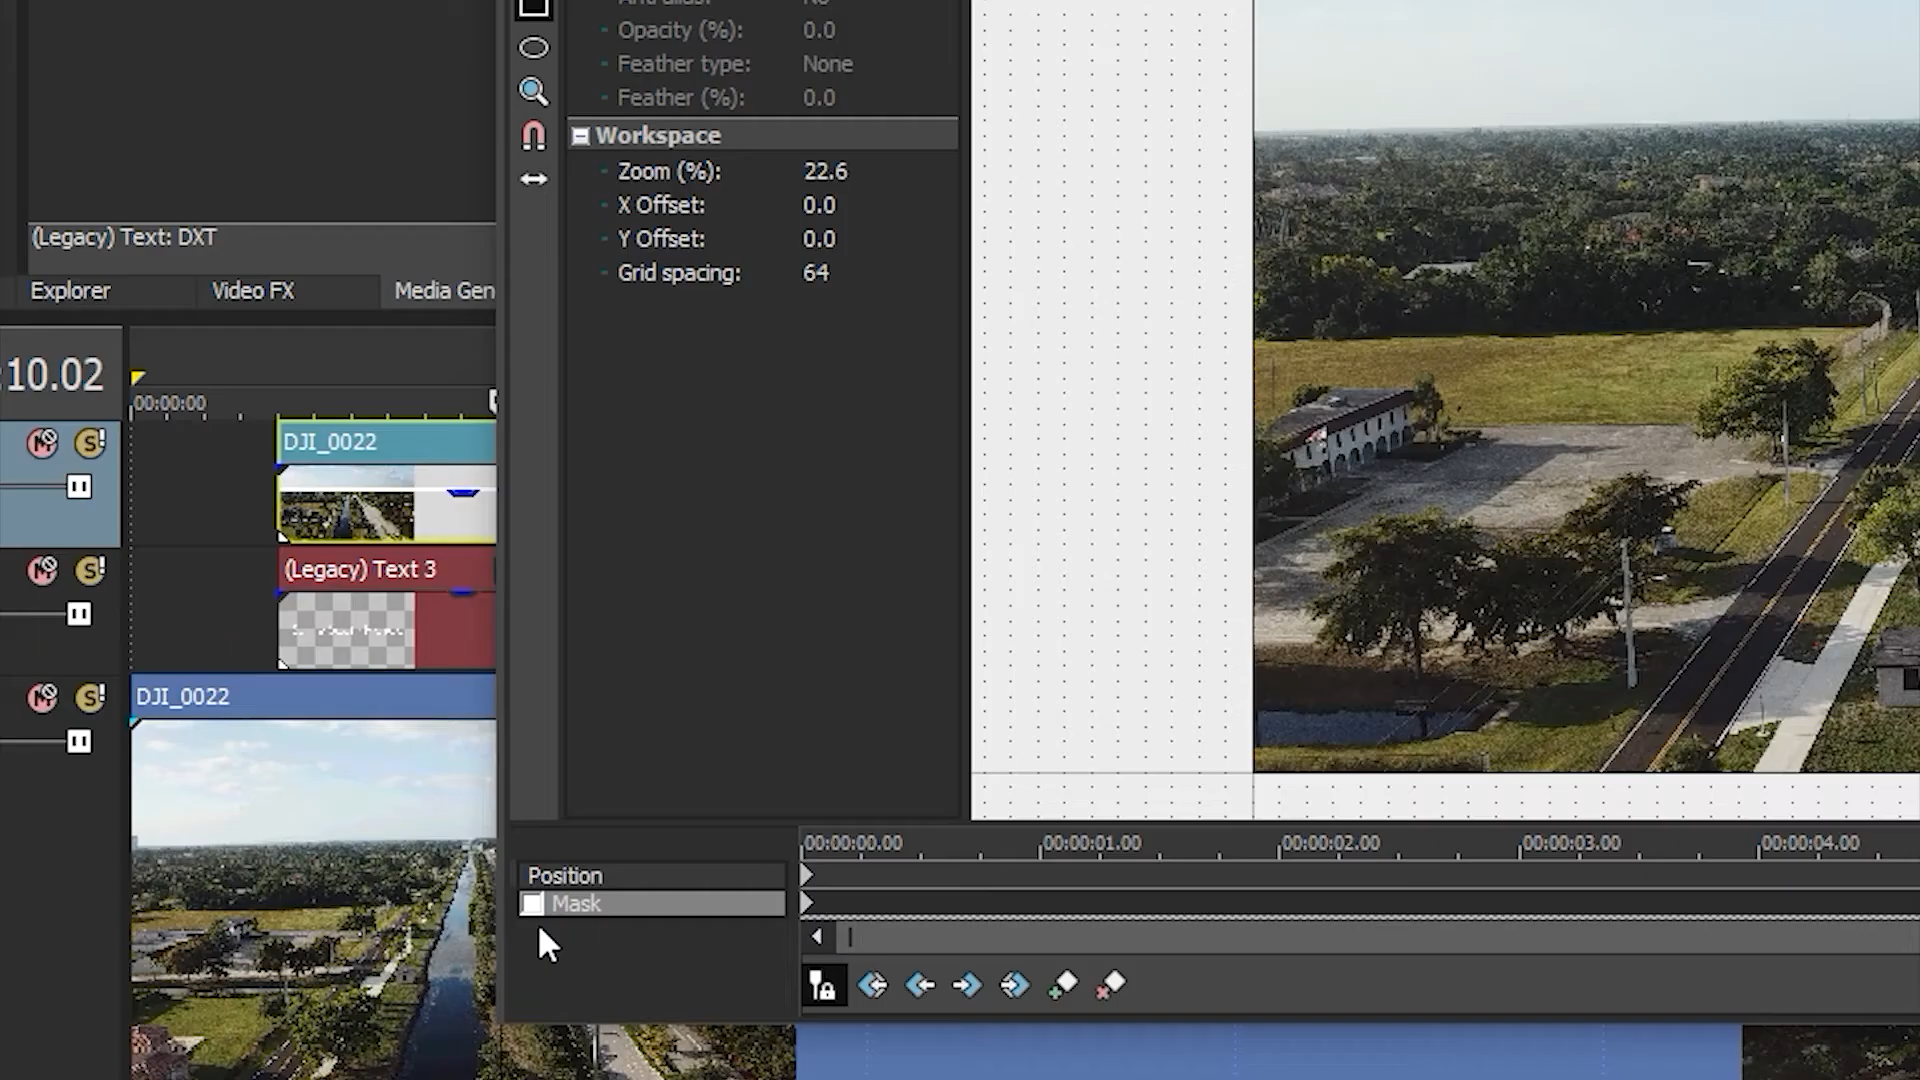 Opacity (%): 0.0
Feather type: None
Feather (%): 0.0
Workspace
Zoom (%): 22.6
X Offset: 0.0
Y Offset: 0.0
Grid spacing: 64
(Legacy) Text: DXT
Explorer Video FX Media Gen
:10.02
00:00:00
DJI_0022
M S!
(Legacy) Text 3
M S!
DJI_0022
M S!
00:00:00.00 00:00:01.00 00:00:02.00 00:00:03.00 00:00:04.00
Position
Mask